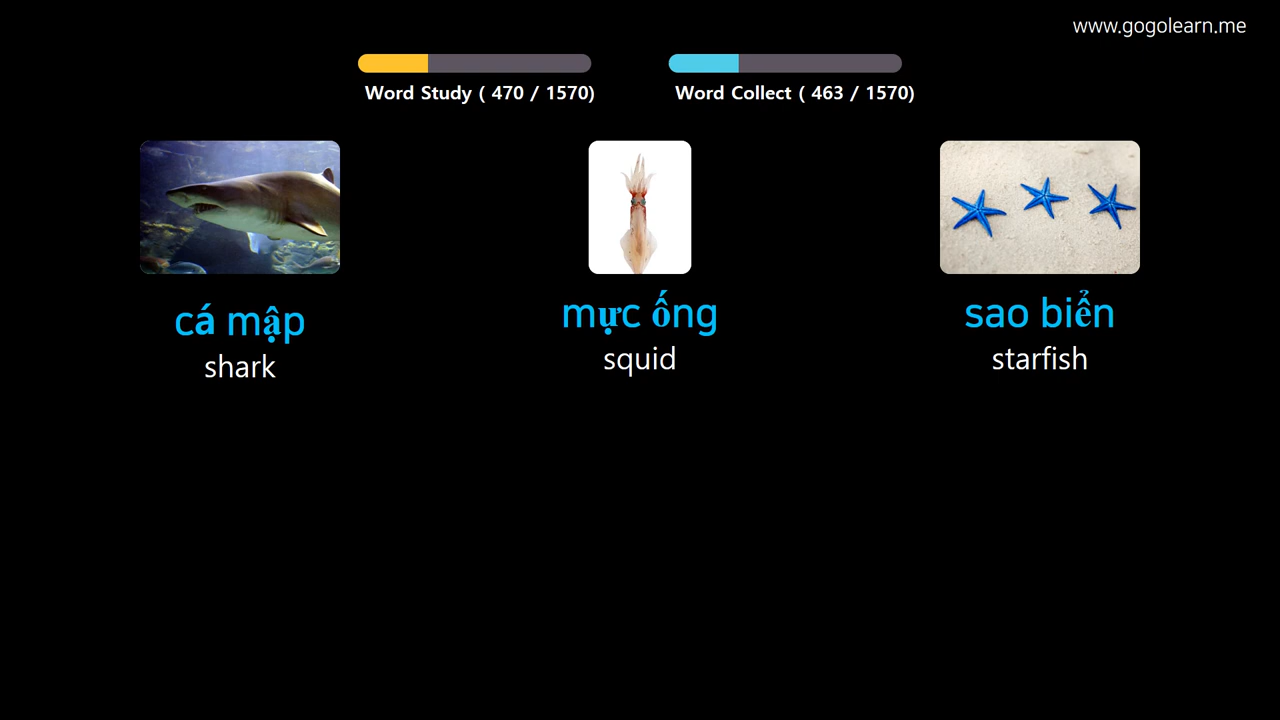 www.gogolearn.me
Word Study ( 470 / 1570)
Word Collect ( 463 / 1570)
cá mập
shark
mực ống
squid
sao biển
starfish